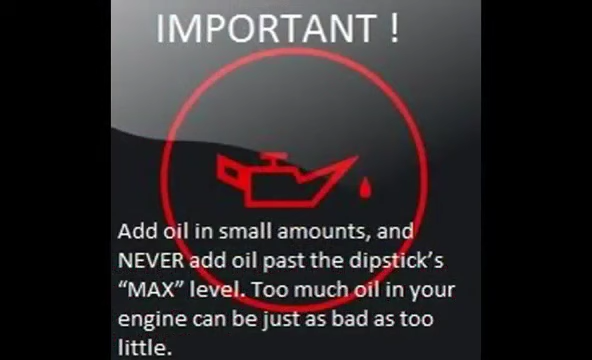 IMPORTANT !
Add oil in small amounts, and
NEVER add oil past the dipstick's
“MAX” level. Too much oil in your
engine can be just as bad as too
little.